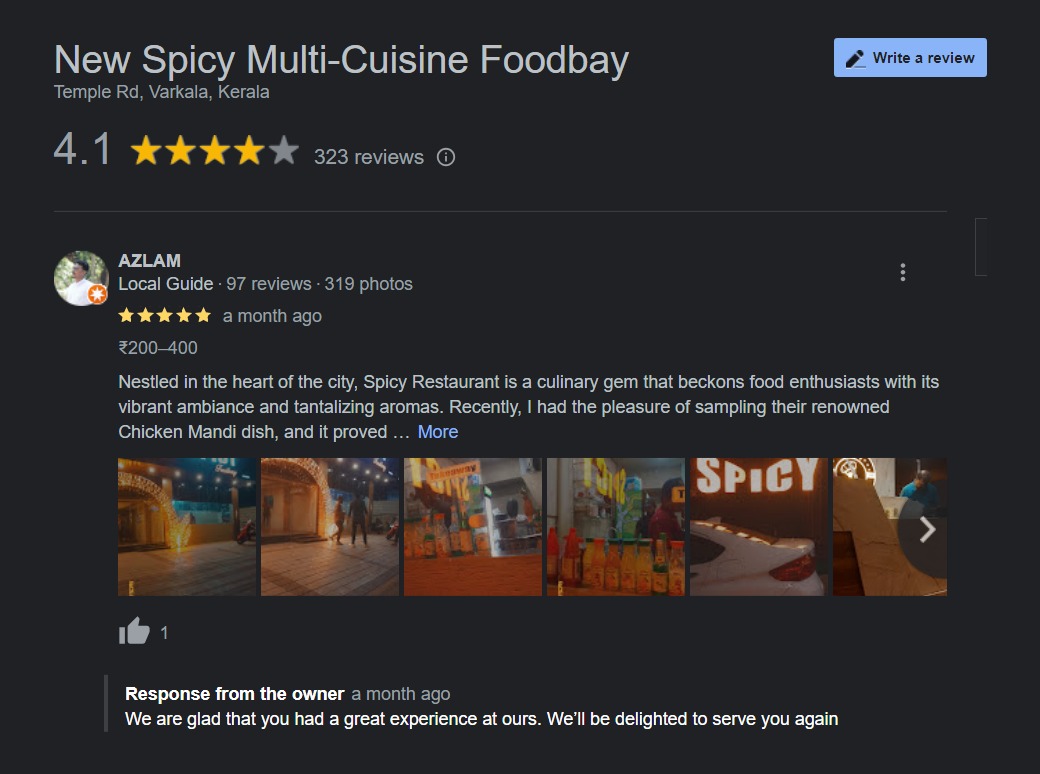 New Spicy Multi-Cuisine Foodbay
Write a review
Temple Rd, Varkala, Kerala
4.1 323 reviews
AZLAM
Local Guide · 97 reviews · 319 photos
a month ago
₹200–400
Nestled in the heart of the city, Spicy Restaurant is a culinary gem that beckons food enthusiasts with its
vibrant ambiance and tantalizing aromas. Recently, I had the pleasure of sampling their renowned
Chicken Mandi dish, and it proved … More
SPICY
1
Response from the owner a month ago
We are glad that you had a great experience at ours. We’ll be delighted to serve you again